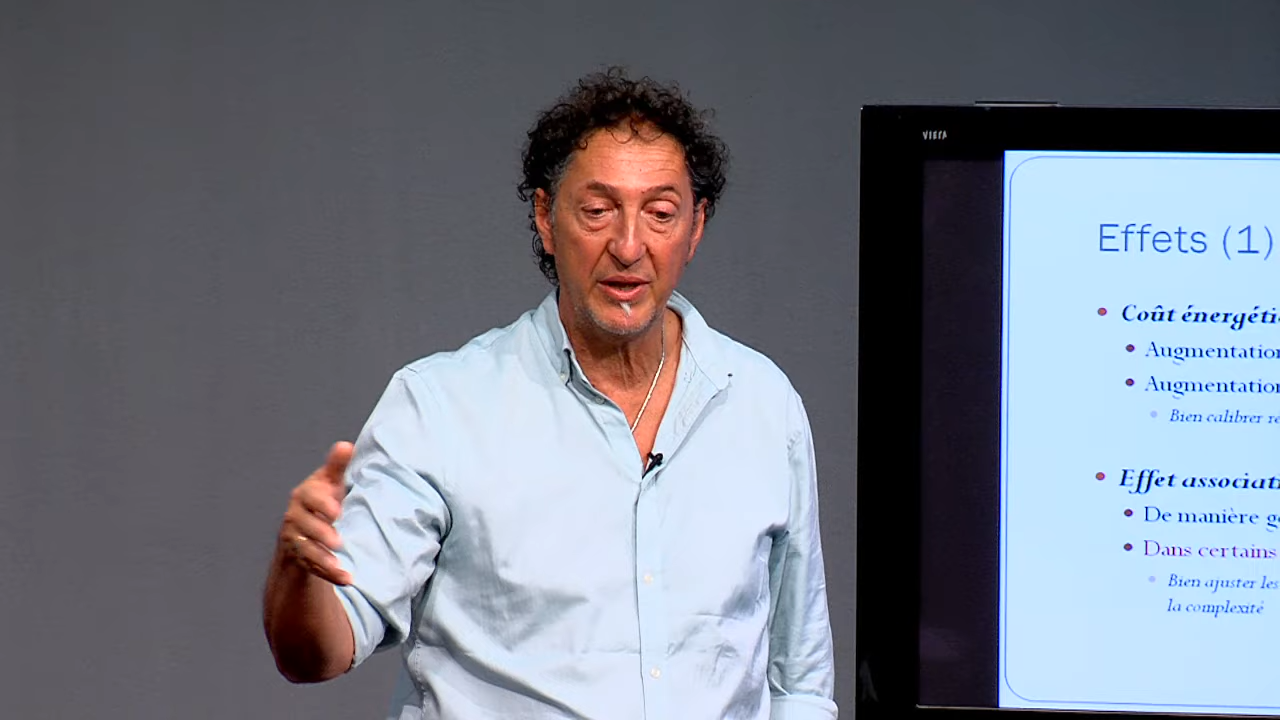 VIERA
Effets (1)
Coût énergéti
Augmentation
Augmentation
Bien calibrer re
Effet associati
De manière g
Dans certains
Bien ajuster les
la complexité